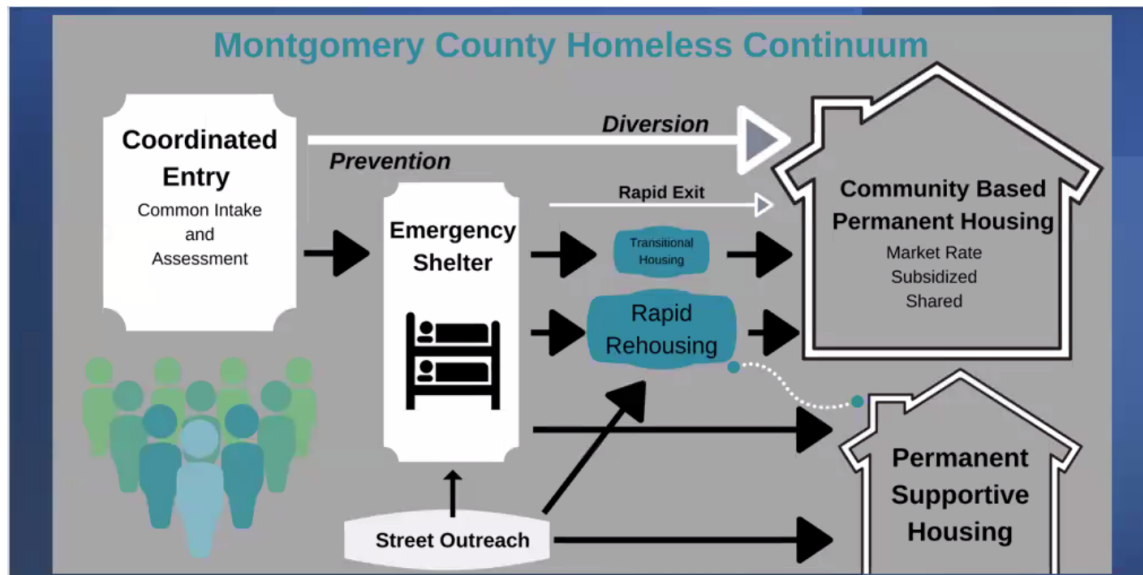 Montgomery County Homeless Continuum
Coordinated
Entry
Common Intake
and
Assessment
Diversion
Prevention
Emergency
Shelter
Rapid Exit
Transitional
Housing
Rapid
Rehousing
Community Based
Permanent Housing
Market Rate
Subsidized
Shared
Street Outreach
Permanent
Supportive
Housing